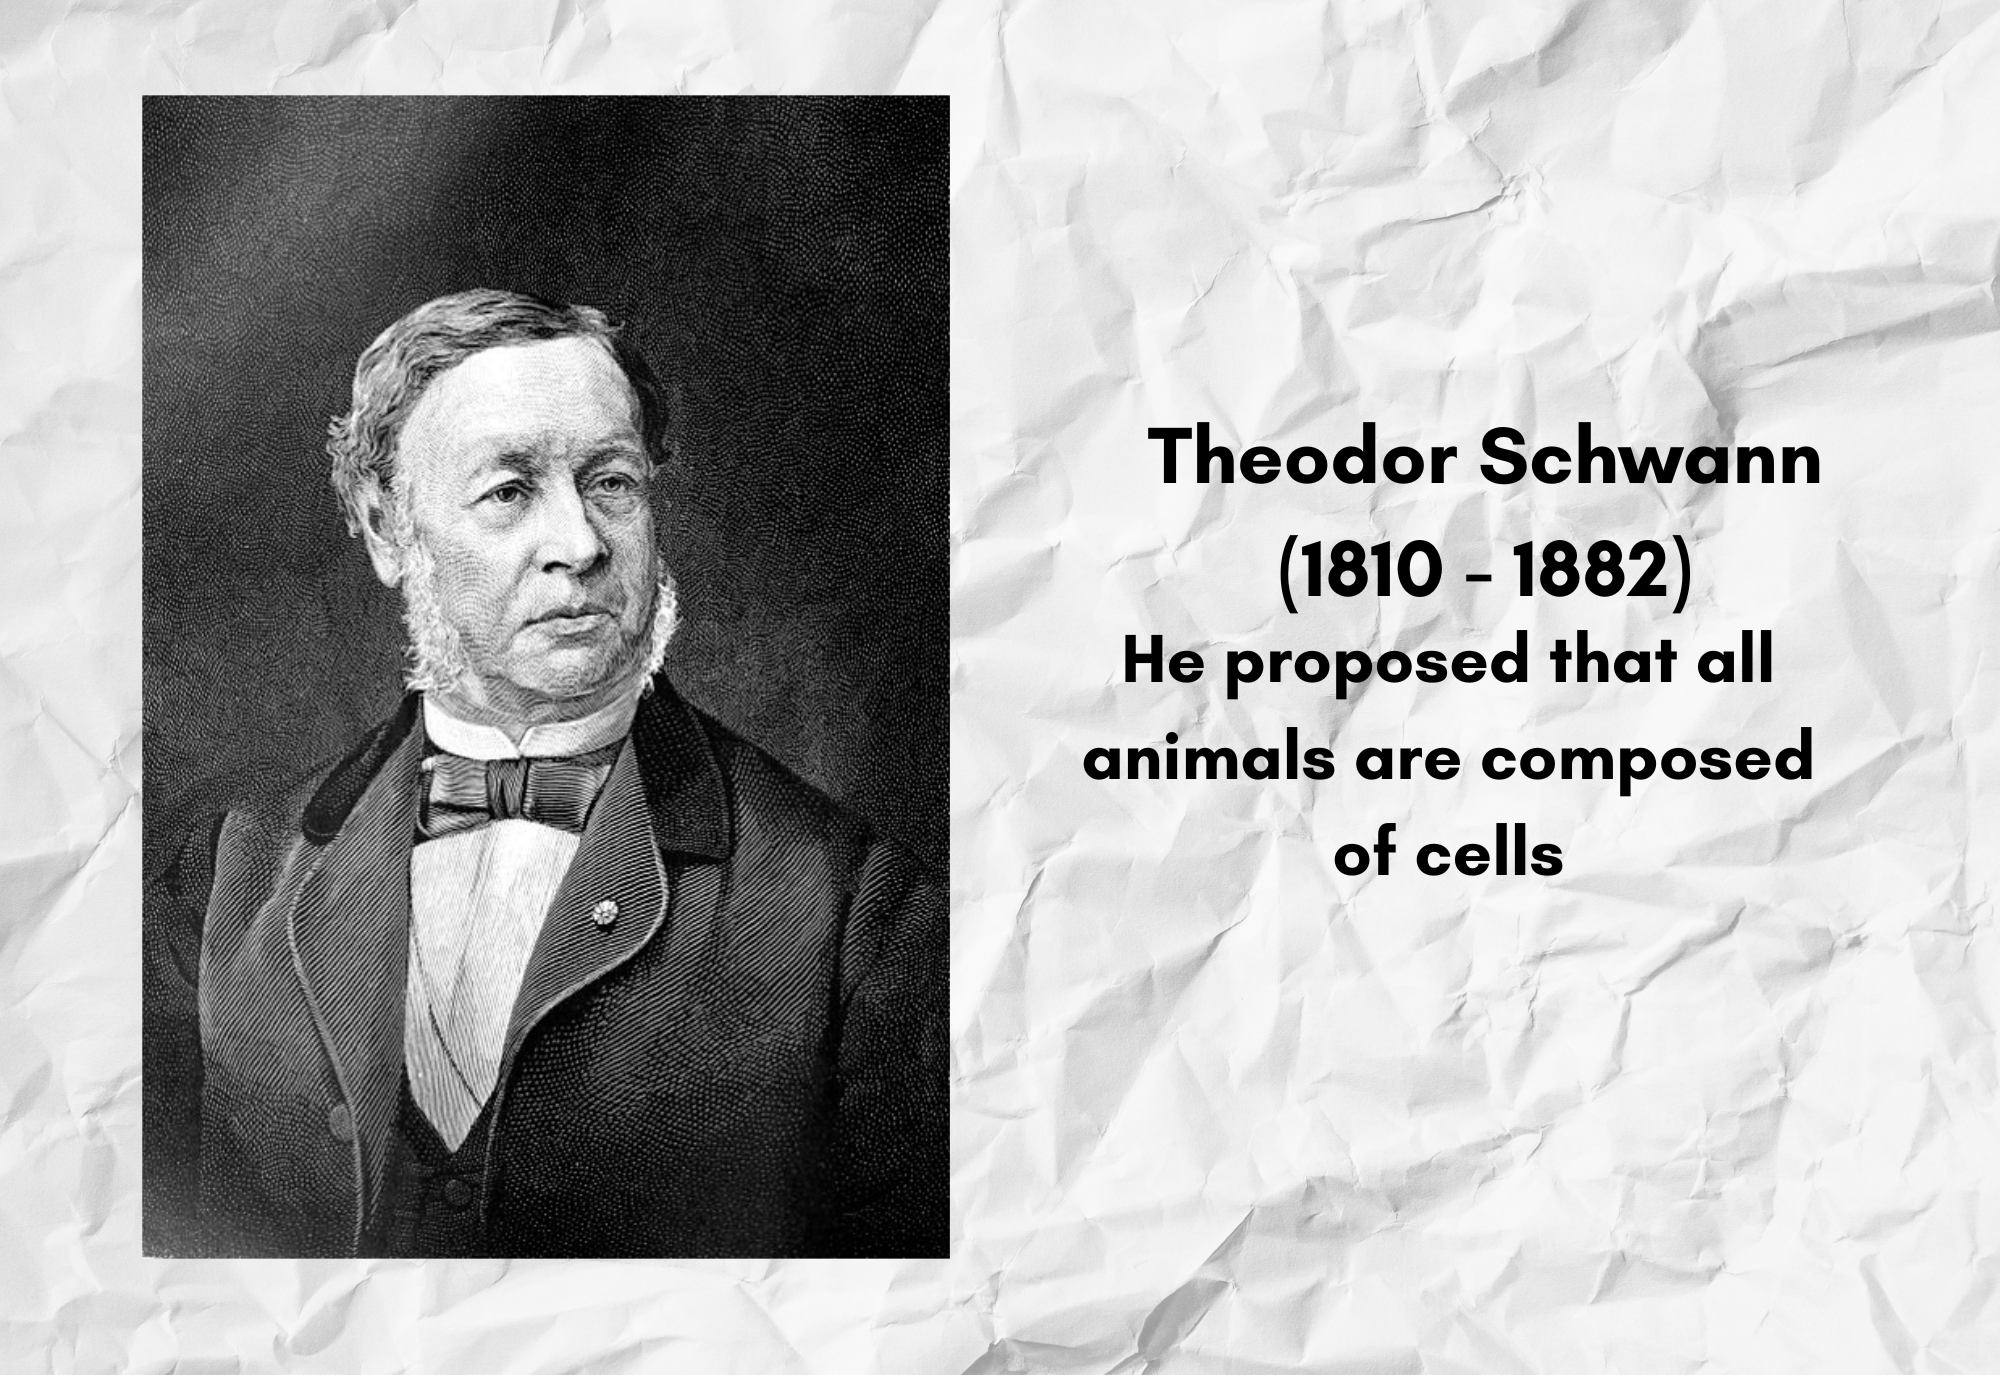 Theodor Schwann
(1810 - 1882)
He proposed that all
animals are composed
of cells